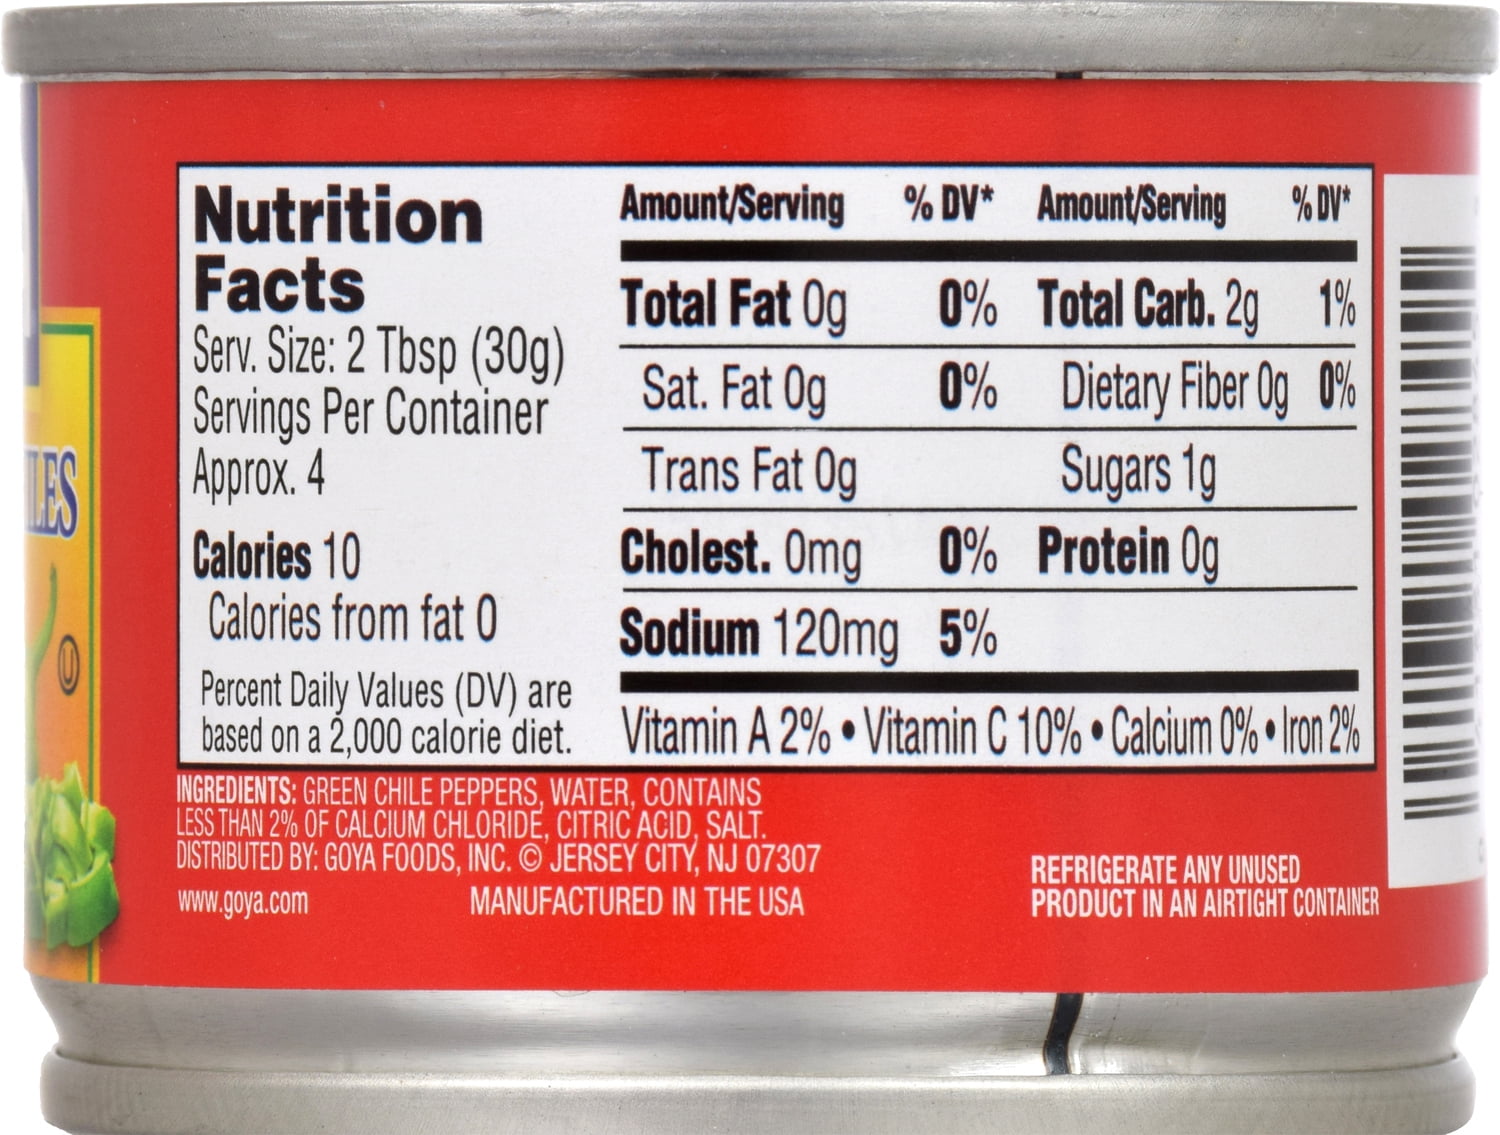 Nutrition
Facts
Serv. Size: 2 Tbsp (30g)
Servings Per Container
Approx. 4
Calories 10
Calories from fat 0
Percent Daily Values (DV) are
based on a 2,000 calorie diet.
Amount/Serving % DV* Amount/Serving % DV*
Total Fat 0g 0% Total Carb. 2g 1%
Sat. Fat 0g 0% Dietary Fiber 0g 0%
Trans Fat 0g Sugars 1g
Cholest. 0mg 0% Protein 0g
Sodium 120mg 5%
Vitamin A 2% • Vitamin C 10% • Calcium 0% • Iron 2%
INGREDIENTS: GREEN CHILE PEPPERS, WATER, CONTAINS
LESS THAN 2% OF CALCIUM CHLORIDE, CITRIC ACID, SALT.
DISTRIBUTED BY: GOYA FOODS, INC. © JERSEY CITY, NJ 07307
www.goya.com MANUFACTURED IN THE USA
REFRIGERATE ANY UNUSED
PRODUCT IN AN AIRTIGHT CONTAINER